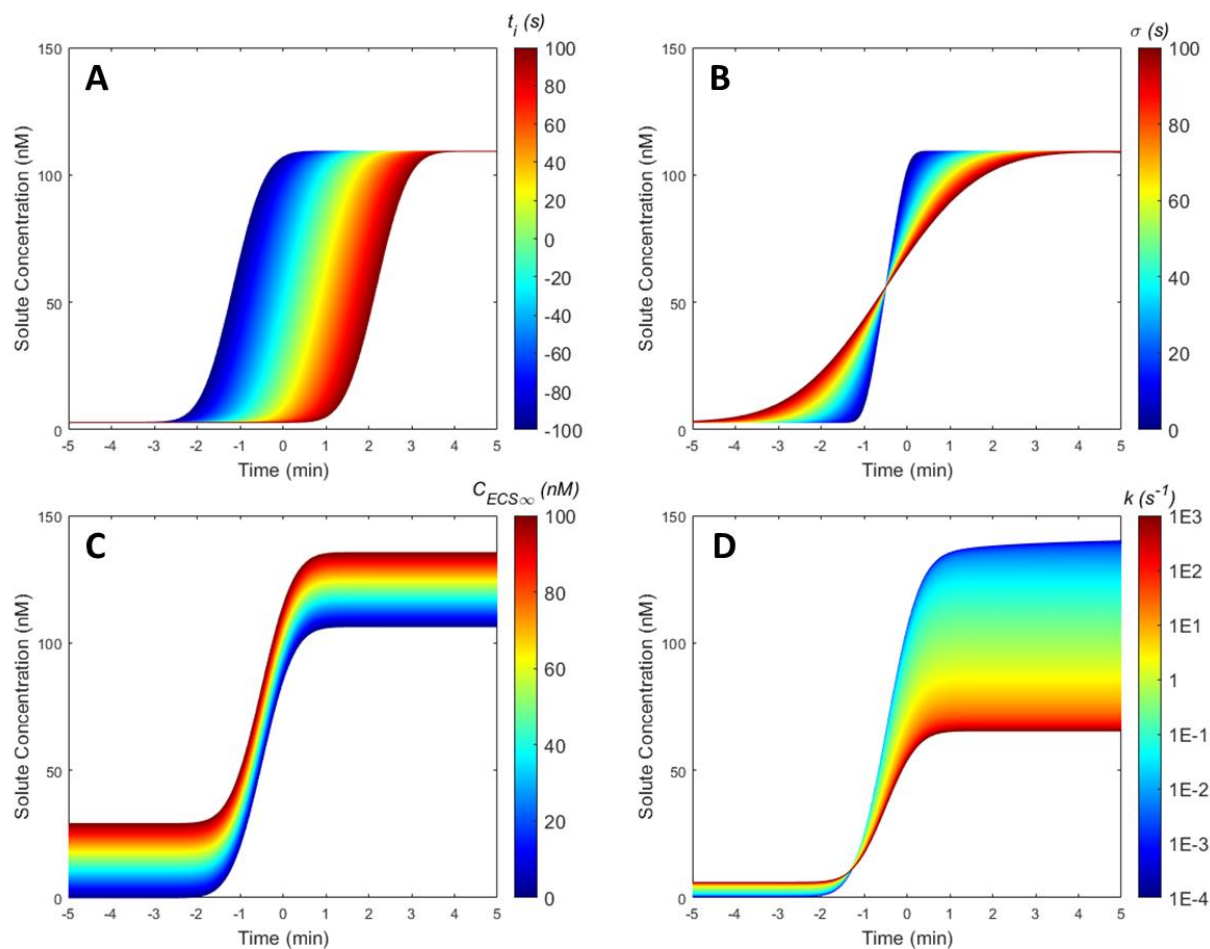 A
t_i (s)
150
100
50
0
-5 -4 -3 -2 -1 0 1 2 3 4 5
Time (min)
Solute Concentration (nM)
100
80
60
40
20
0
-20
-40
-60
-80
-100
B
σ (s)
150
100
50
0
-5 -4 -3 -2 -1 0 1 2 3 4 5
Time (min)
Solute Concentration (nM)
100
80
60
40
20
0
C
C_ECS∞ (nM)
150
100
50
0
-5 -4 -3 -2 -1 0 1 2 3 4 5
Time (min)
Solute Concentration (nM)
100
80
60
40
20
0
D
k (s⁻¹)
150
100
50
0
-5 -4 -3 -2 -1 0 1 2 3 4 5
Time (min)
Solute Concentration (nM)
1E3
1E2
1E1
1
1E-1
1E-2
1E-3
1E-4